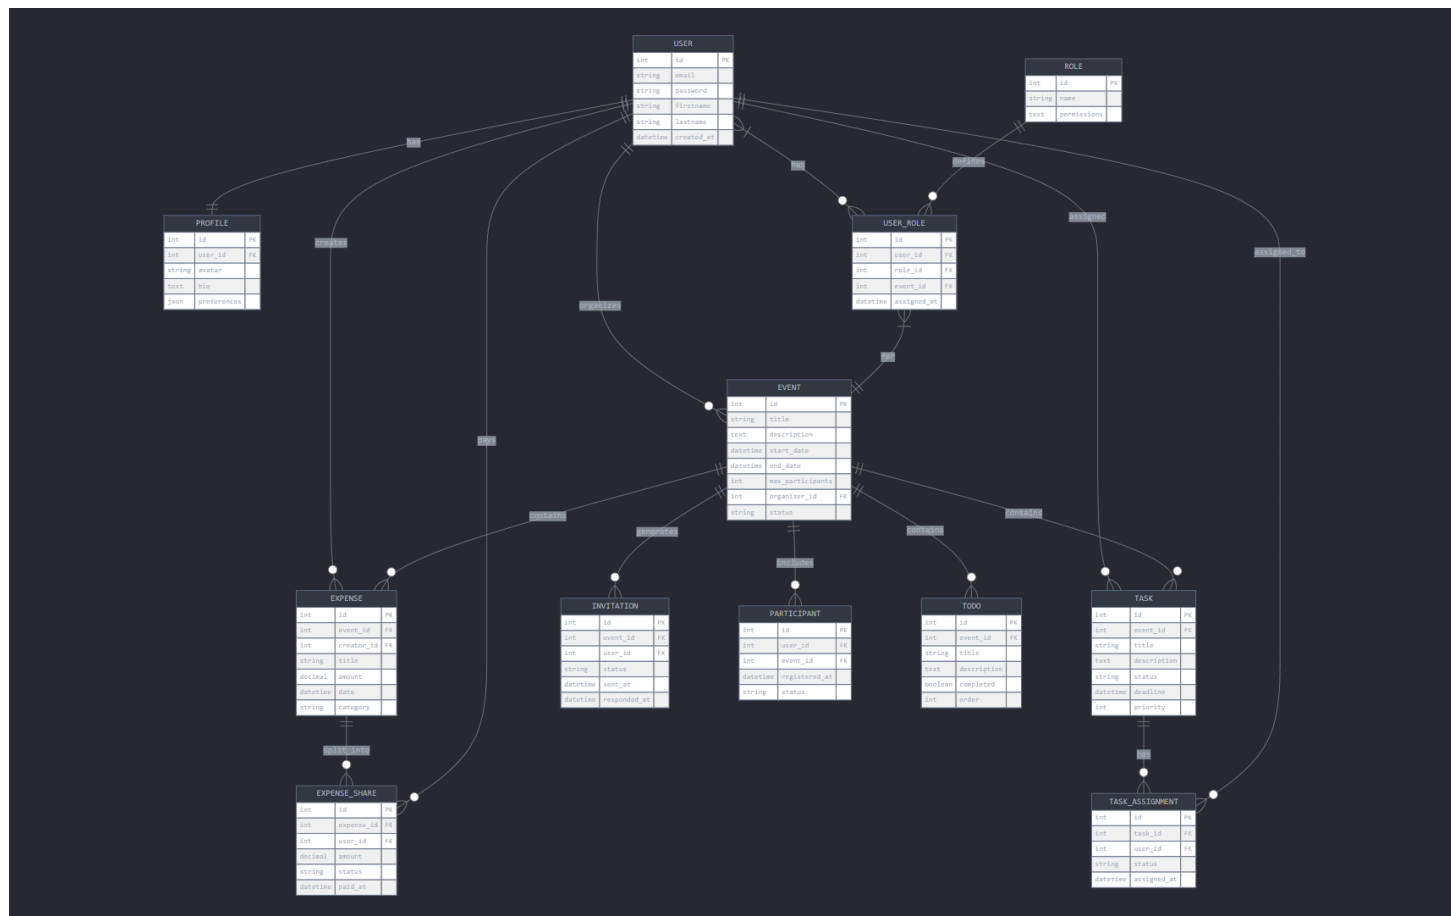 USER
int id PK
string email
string password
string firstname
string lastname
datetime created_at
ROLE
int id PK
string name
text permissions
has
has
defines
PROFILE
int id PK
int user_id FK
string avatar
text bio
json preferences
creates
assigned
USER_ROLE
int id PK
int user_id FK
int role_id FK
int event_id FK
datetime assigned_at
assigned_to
organizes
for
EVENT
int id PK
string title
text description
datetime start_date
datetime end_date
int max_participants
int organizer_id FK
string status
pays
contains
generates
includes
contains
contains
EXPENSE
int id PK
int event_id FK
int creator_id FK
string title
decimal amount
datetime date
string category
INVITATION
int id PK
int event_id FK
int user_id FK
string status
datetime sent_at
datetime responded_at
PARTICIPANT
int id PK
int user_id FK
int event_id FK
datetime registered_at
string status
TODO
int id PK
int event_id FK
string title
text description
boolean completed
int order
TASK
int id PK
int event_id FK
string title
text description
string status
datetime deadline
int priority
split_into
has
EXPENSE_SHARE
int id PK
int expense_id FK
int user_id FK
decimal amount
string status
datetime paid_at
TASK_ASSIGNMENT
int id PK
int task_id FK
int user_id FK
string status
datetime assigned_at